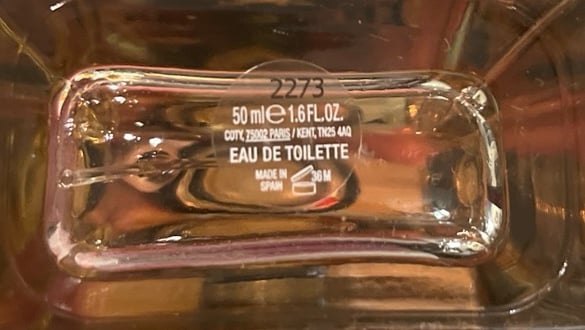 2273
50 ml ℮ 1.6 FL.OZ.
COTY, 75002 PARIS / KENT, TN25 4AQ
EAU DE TOILETTE
MADE IN
SPAIN
36 M